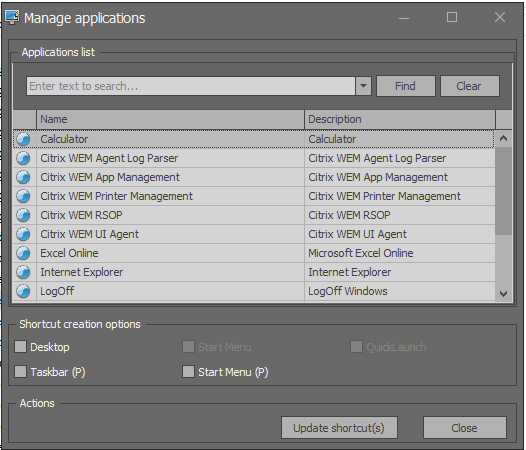 Manage applications
Applications list
Enter text to search...
Find
Clear
Name Description
Calculator Calculator
Citrix WEM Agent Log Parser Citrix WEM Agent Log Parser
Citrix WEM App Management Citrix WEM App Management
Citrix WEM Printer Management Citrix WEM Printer Management
Citrix WEM RSOP Citrix WEM RSOP
Citrix WEM UI Agent Citrix WEM UI Agent
Excel Online Microsoft Excel Online
Internet Explorer Internet Explorer
LogOff LogOff Windows
Shortcut creation options
Desktop Start Menu QuickLaunch
Taskbar (P) Start Menu (P)
Actions
Update shortcut(s) Close